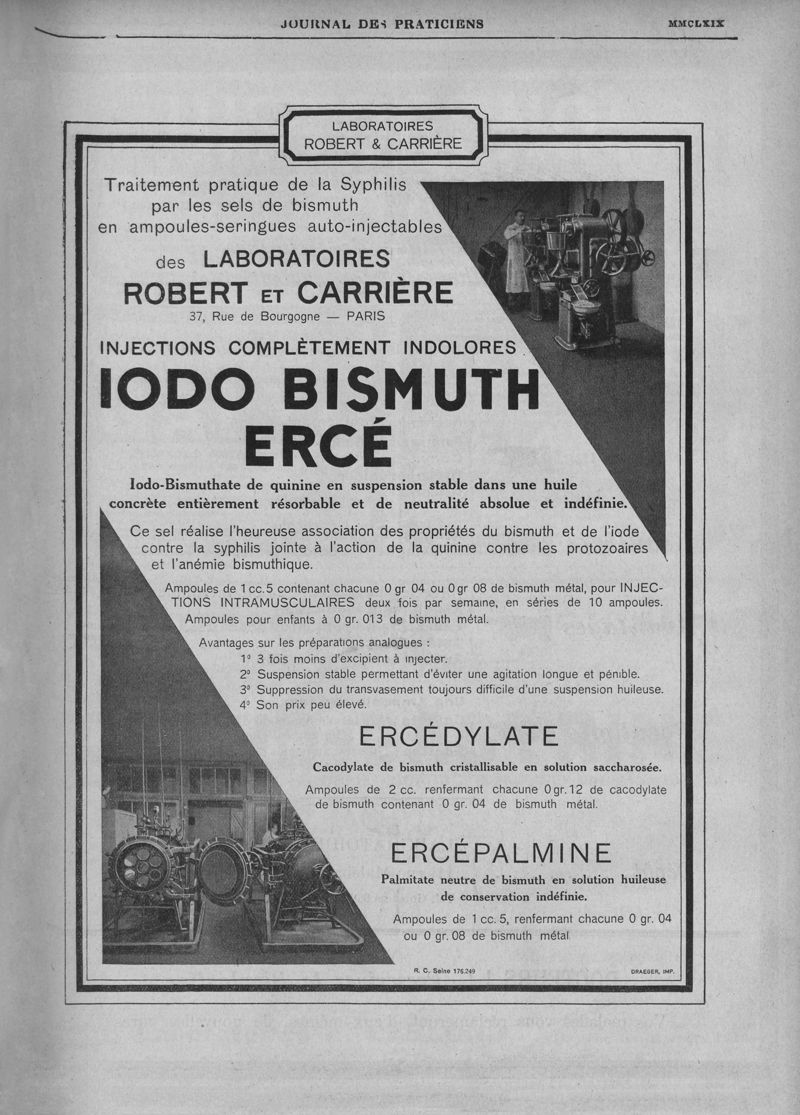 JOURNAL DES PRATICIENS
MMCLXIX
LABORATOIRES
ROBERT & CARRIÈRE
Traitement pratique de la Syphilis
par les sels de bismuth
en ampoules-seringues auto-injectables
des LABORATOIRES
ROBERT ET CARRIÈRE
37, Rue de Bourgogne — PARIS
INJECTIONS COMPLÈTEMENT INDOLORES
IODO BISMUTH
ERCÉ
Iodo-Bismuthate de quinine en suspension stable dans une huile
concrète entièrement résorbable et de neutralité absolue et indéfinie.
Ce sel réalise l'heureuse association des propriétés du bismuth et de l'iode
contre la syphilis jointe à l'action de la quinine contre les protozoaires
et l'anémie bismuthique.
Ampoules de 1 cc. 5 contenant chacune 0 gr 04 ou 0 gr 08 de bismuth métal, pour INJEC-
TIONS INTRAMUSCULAIRES deux fois par semaine, en séries de 10 ampoules.
Ampoules pour enfants à 0 gr. 013 de bismuth métal.
Avantages sur les préparations analogues :
1º 3 fois moins d'excipient à injecter.
2º Suspension stable permettant d'éviter une agitation longue et pénible.
3º Suppression du transvasement toujours difficile d'une suspension huileuse.
4º Son prix peu élevé.
ERCÉDYLATE
Cacodylate de bismuth cristallisable en solution saccharosée.
Ampoules de 2 cc. renfermant chacune 0 gr. 12 de cacodylate
de bismuth contenant 0 gr. 04 de bismuth métal.
ERCÉPALMINE
Palmitate neutre de bismuth en solution huileuse
de conservation indéfinie.
Ampoules de 1 cc. 5, renfermant chacune 0 gr. 04
ou 0 gr. 08 de bismuth métal
R. C. Seine 176.249
DRAEGER, IMP.